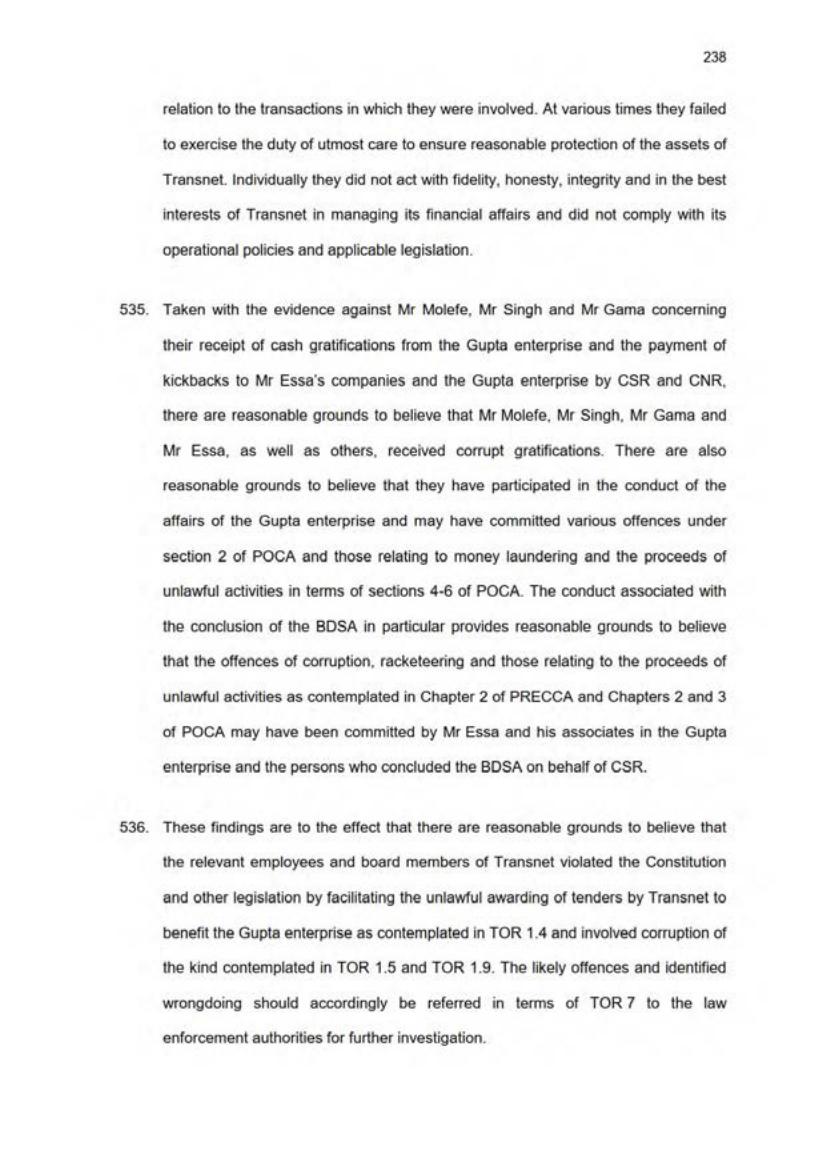 238
relation to the transactions in which they were involved. At various times they failed
to exercise the duty of utmost care to ensure reasonable protection of the assets of
Transnet. Individually they did not act with fidelity, honesty, integrity and in the best
interests of Transnet in managing its financial affairs and did not comply with its
operational policies and applicable legislation.
535. Taken with the evidence against Mr Molefe, Mr Singh and Mr Gama concerning
their receipt of cash gratifications from the Gupta enterprise and the payment of
kickbacks to Mr Essa's companies and the Gupta enterprise by CSR and CNR,
there are reasonable grounds to believe that Mr Molefe, Mr Singh, Mr Gama and
Mr Essa, as well as others, received corrupt gratifications. There are also
reasonable grounds to believe that they have participated in the conduct of the
affairs of the Gupta enterprise and may have committed various offences under
section 2 of POCA and those relating to money laundering and the proceeds of
unlawful activities in terms of sections 4-6 of POCA. The conduct associated with
the conclusion of the BDSA in particular provides reasonable grounds to believe
that the offences of corruption, racketeering and those relating to the proceeds of
unlawful activities as contemplated in Chapter 2 of PRECCA and Chapters 2 and 3
of POCA may have been committed by Mr Essa and his associates in the Gupta
enterprise and the persons who concluded the BDSA on behalf of CSR.
536. These findings are to the effect that there are reasonable grounds to believe that
the relevant employees and board members of Transnet violated the Constitution
and other legislation by facilitating the unlawful awarding of tenders by Transnet to
benefit the Gupta enterprise as contemplated in TOR 1.4 and involved corruption of
the kind contemplated in TOR 1.5 and TOR 1.9. The likely offences and identified
wrongdoing should accordingly be referred in terms of TOR 7 to the law
enforcement authorities for further investigation.